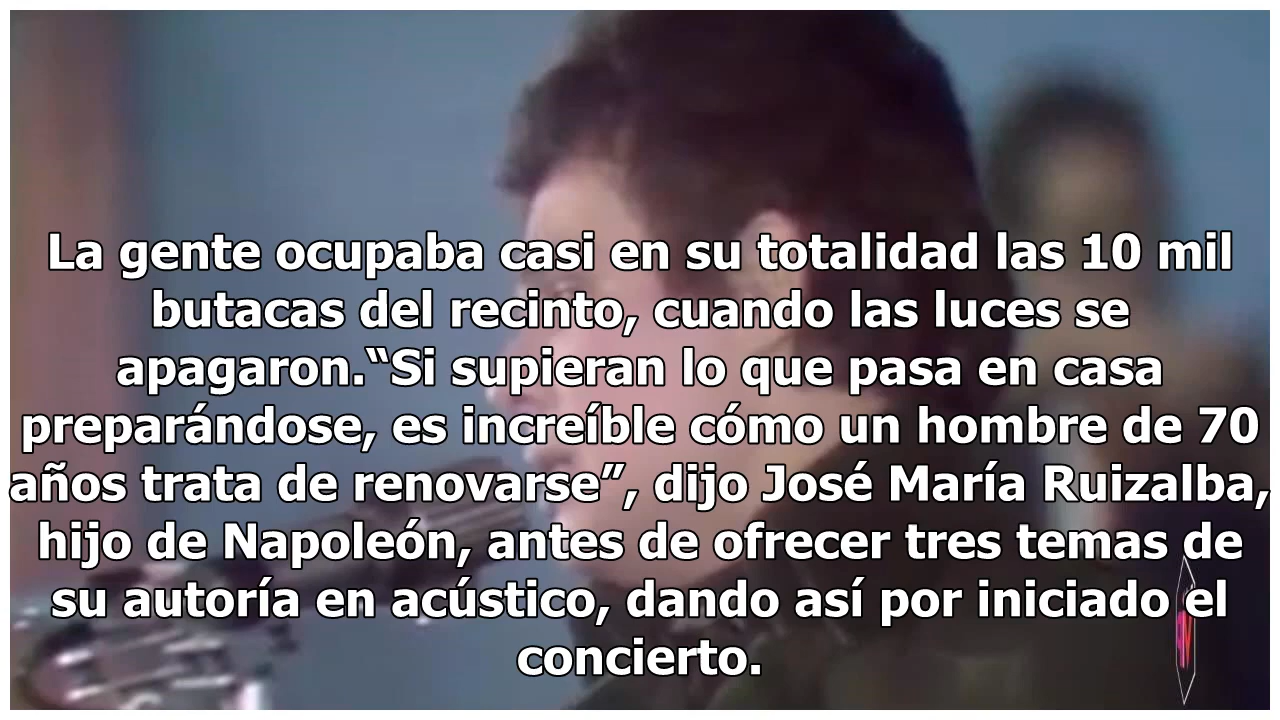 La gente ocupaba casi en su totalidad las 10 mil
butacas del recinto, cuando las luces se
apagaron.“Si supieran lo que pasa en casa
preparándose, es increíble cómo un hombre de 70
años trata de renovarse”, dijo José María Ruizalba,
hijo de Napoleón, antes de ofrecer tres temas de
su autoría en acústico, dando así por iniciado el
concierto.